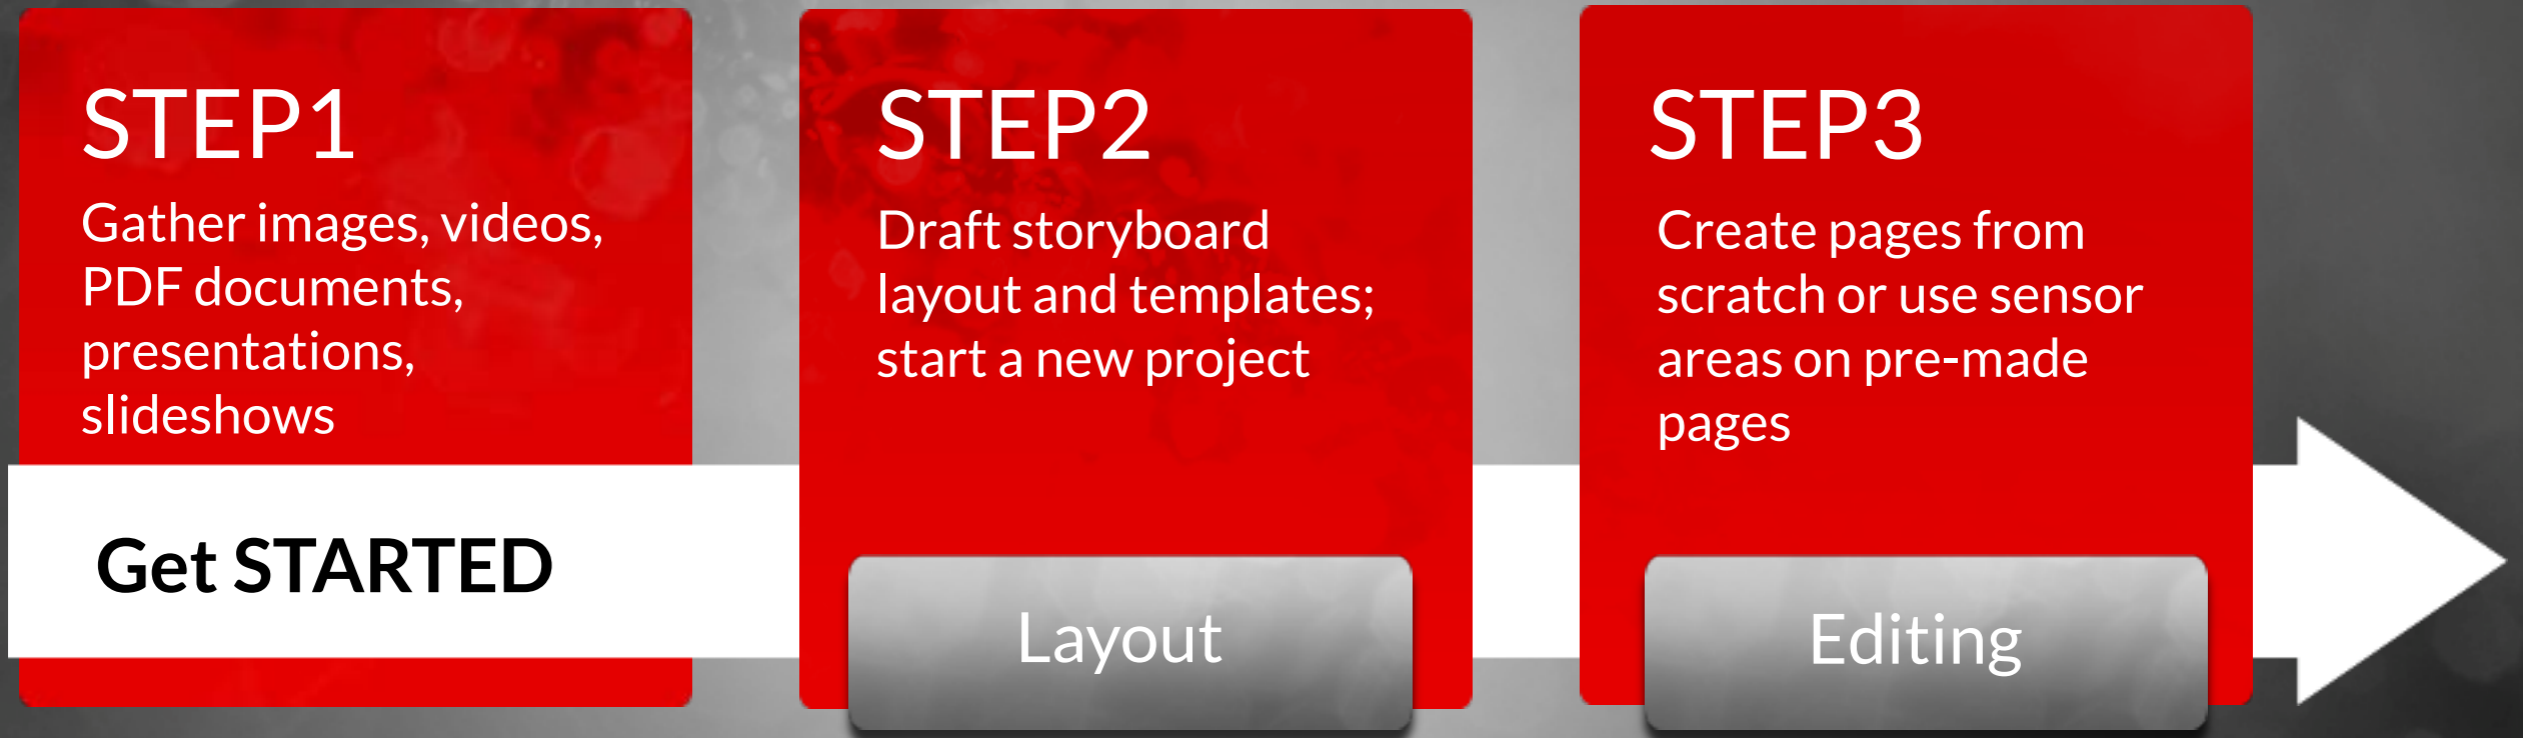 STEP1
Gather images, videos,
PDF documents,
presentations,
slideshows
Get STARTED
STEP2
Draft storyboard
layout and templates;
start a new project
Layout
STEP3
Create pages from
scratch or use sensor
areas on pre-made
pages
Editing